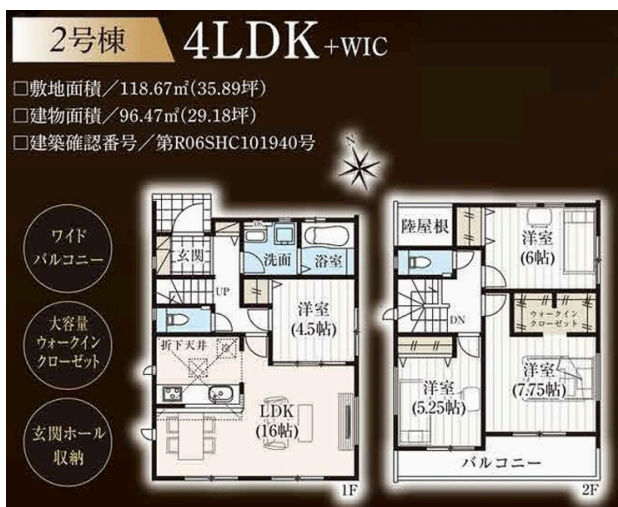 2号棟
4LDK+WIC
□敷地面積／118.67㎡(35.89坪)
□建物面積／96.47㎡(29.18坪)
□建築確認番号／第R06SHC101940号
N
ワイド
バルコニー
大容量
ウォークイン
クローゼット
玄関ホール
収納
玄関
洗面
浴室
UP
洋室
(4.5帖)
折下天井
LDK
(16帖)
1F
陸屋根
洋室
(6帖)
DN
ウォークイン
クローゼット
洋室
(5.25帖)
洋室
(7.75帖)
バルコニー
2F